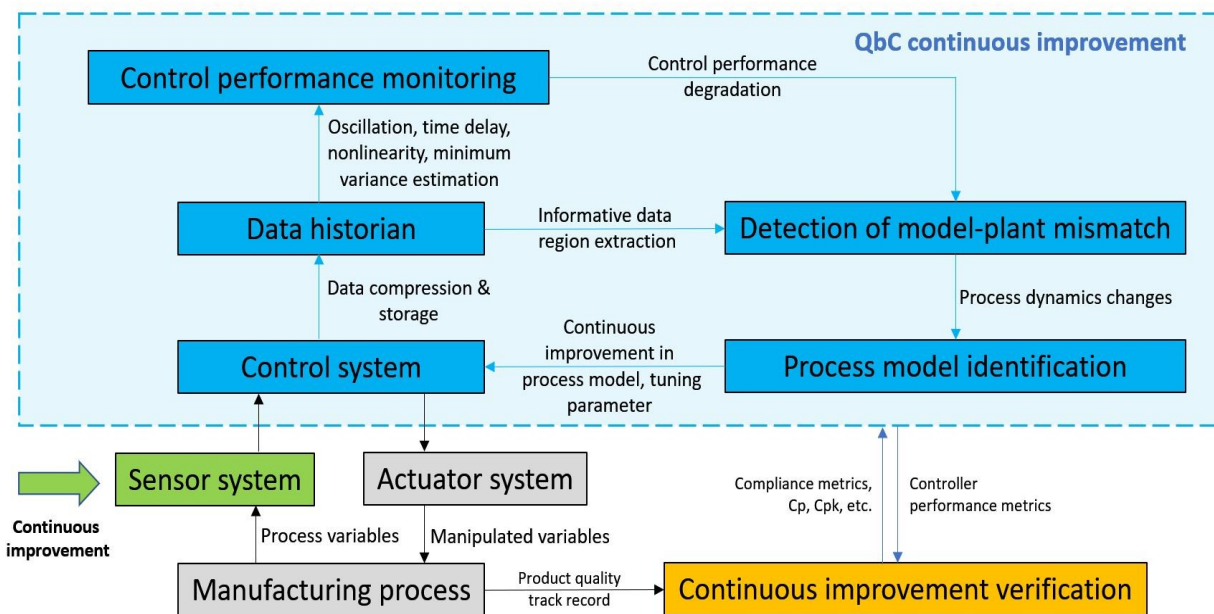 QbC continuous improvement
Control performance monitoring
Control performance
degradation
Oscillation, time delay,
nonlinearity, minimum
variance estimation
Data historian
Informative data
region extraction
Detection of model-plant mismatch
Data compression &
storage
Process dynamics changes
Continuous
improvement in
process model, tuning
parameter
Control system
Process model identification
Sensor system
Actuator system
Compliance metrics,
Cp, Cpk, etc.
Controller
performance metrics
Continuous
improvement
Process variables
Manipulated variables
Manufacturing process
Product quality
track record
Continuous improvement verification